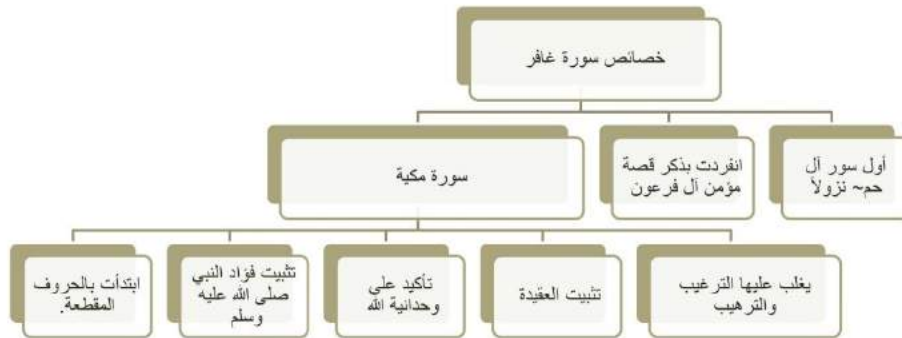 خصائص سورة غافر
أول سور آل
حم~ نزولاً
انفردت بذكر قصة
مؤمن آل فرعون
سورة مكية
يغلب عليها الترغيب
والترهيب
تثبيت العقيدة
تأكيد على
وحدانية الله
تثبيت فؤاد النبي
صلى الله عليه
وسلم
ابتدأت بالحروف
المقطعة.